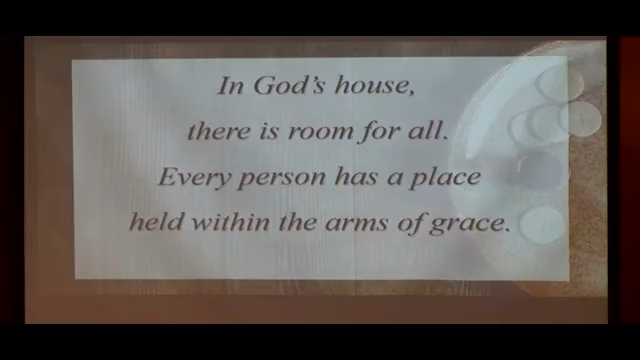 In God's house,
there is room for all.
Every person has a place
held within the arms of grace.